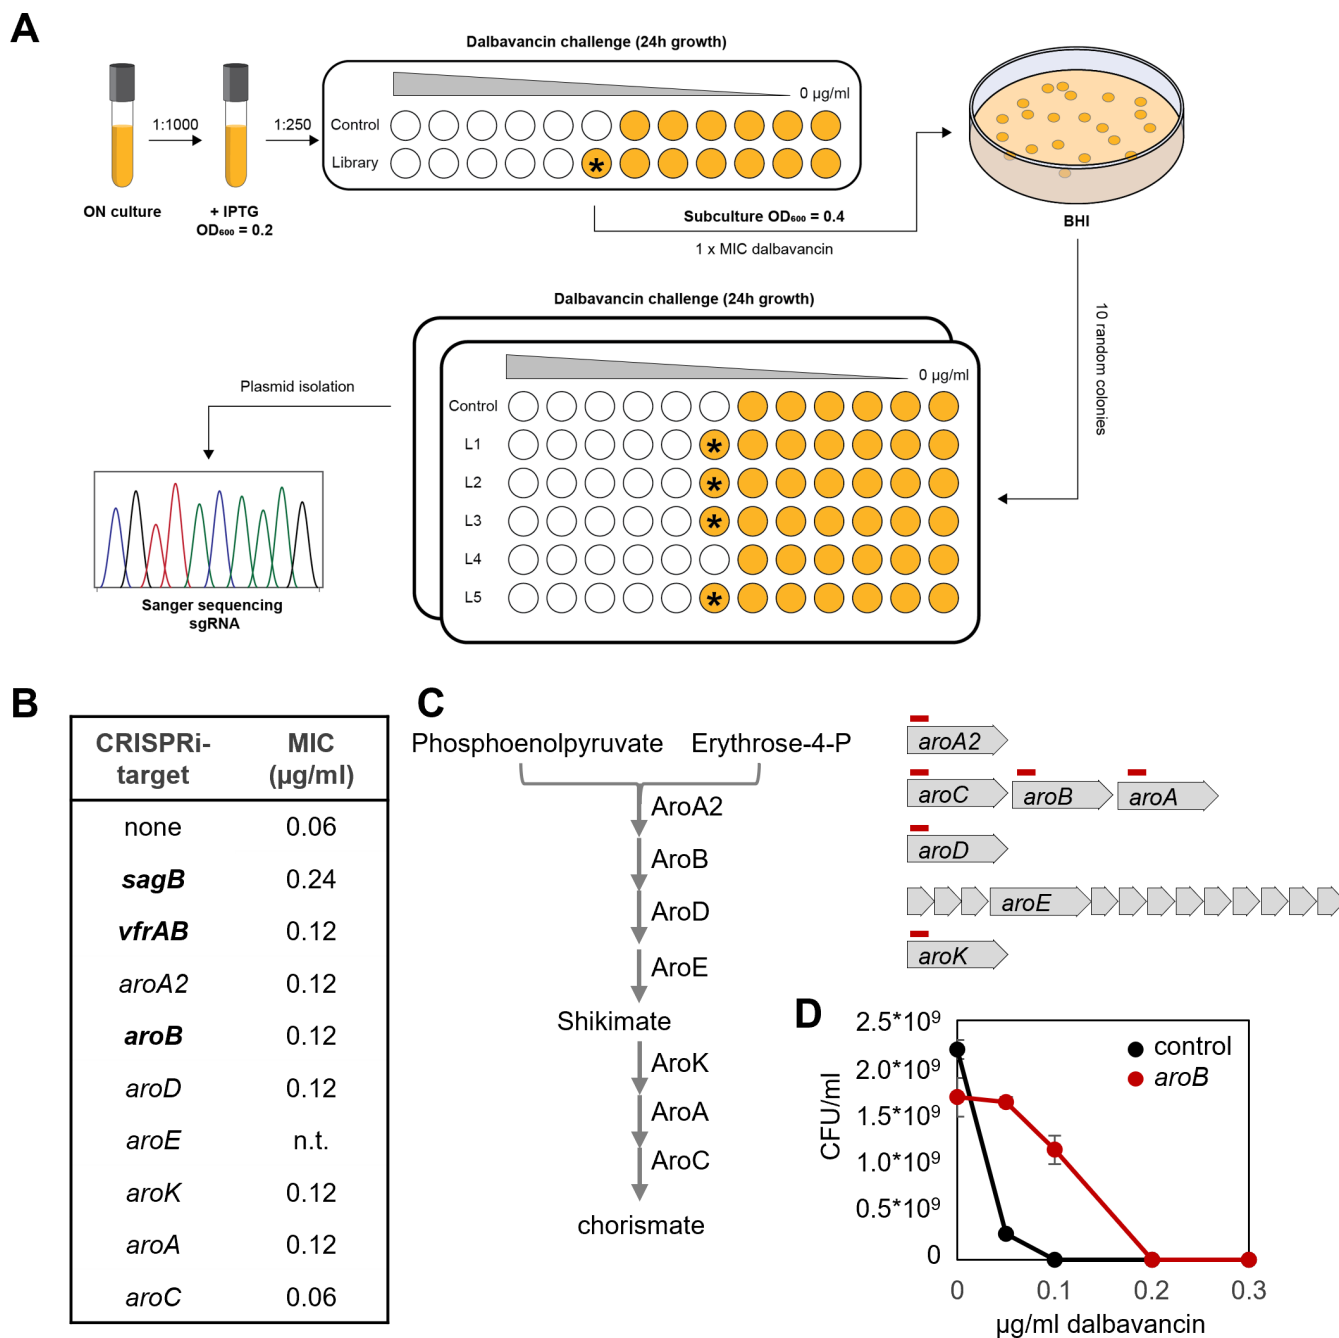 A
Dalbavancin challenge (24h growth)
0 µg/ml
1:1000
1:250
Control
Library
*
ON culture
+ IPTG
OD₆₀₀ = 0.2
Subculture OD₆₀₀ = 0.4
1 x MIC dalbavancin
BHI
10 random colonies
Dalbavancin challenge (24h growth)
0 µg/ml
Control
L1 *
L2 *
L3 *
L4
L5 *
Plasmid isolation
Sanger sequencing
sgRNA
B
CRISPRi-
target
MIC
(µg/ml)
none 0.06
sagB 0.24
vfrAB 0.12
aroA2 0.12
aroB 0.12
aroD 0.12
aroE n.t.
aroK 0.12
aroA 0.12
aroC 0.06
C
Phosphoenolpyruvate Erythrose-4-P
AroA2
AroB
AroD
AroE
Shikimate
AroK
AroA
AroC
chorismate
aroA2
aroC aroB aroA
aroD
aroE
aroK
D
2.5*10⁹
2.0*10⁹
1.5*10⁹
1.0*10⁹
0.5*10⁹
0
CFU/ml
control
aroB
0 0.1 0.2 0.3
µg/ml dalbavancin